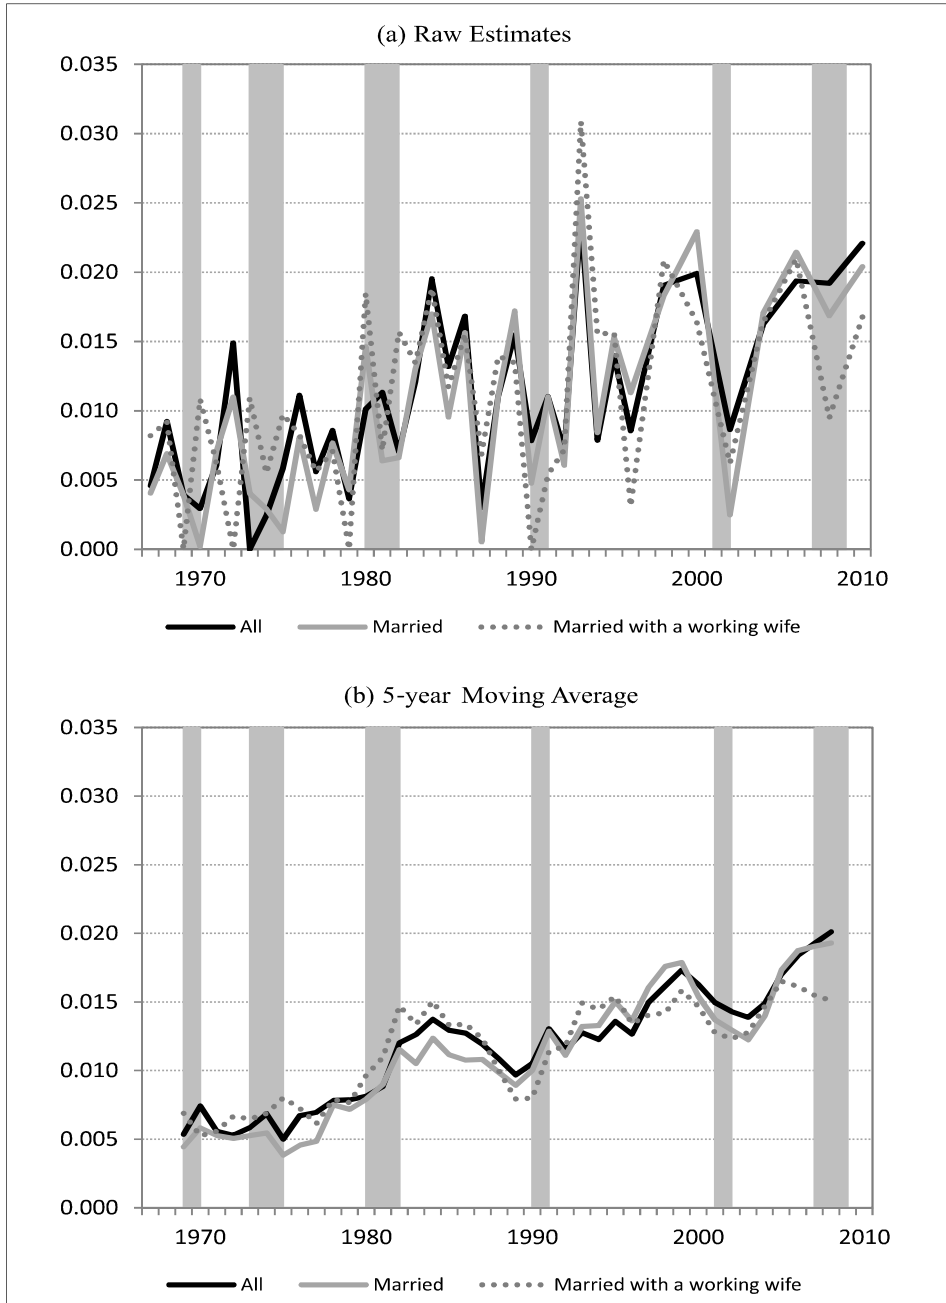 (a) Raw Estimates
0.035
0.030
0.025
0.020
0.015
0.010
0.005
0.000
1970 1980 1990 2000 2010
All Married Married with a working wife
(b) 5-year Moving Average
0.035
0.030
0.025
0.020
0.015
0.010
0.005
0.000
1970 1980 1990 2000 2010
All Married Married with a working wife